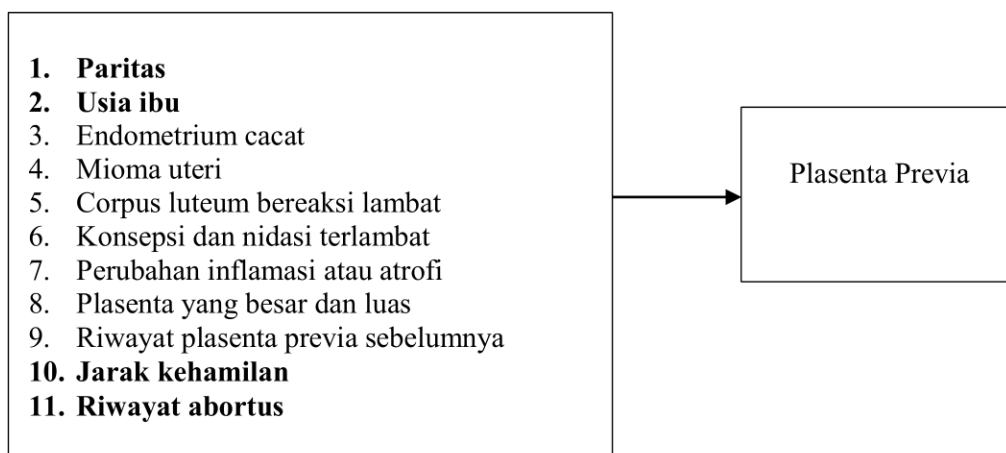 1. Paritas
2. Usia ibu
3. Endometrium cacat
4. Mioma uteri
5. Corpus luteum bereaksi lambat
6. Konsepsi dan nidasi terlambat
7. Perubahan inflamasi atau atrofi
8. Plasenta yang besar dan luas
9. Riwayat plasenta previa sebelumnya
10. Jarak kehamilan
11. Riwayat abortus
Plasenta Previa